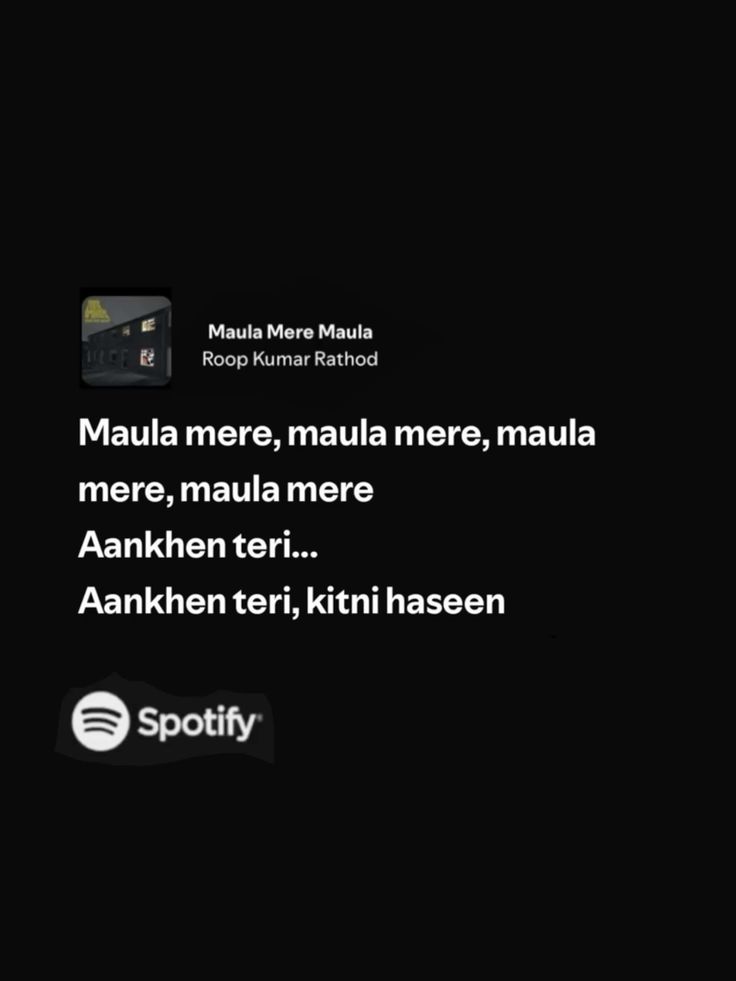 Maula Mere Maula
Roop Kumar Rathod
Maula mere, maula mere, maula
mere, maula mere
Aankhen teri...
Aankhen teri, kitni haseen
Spotify